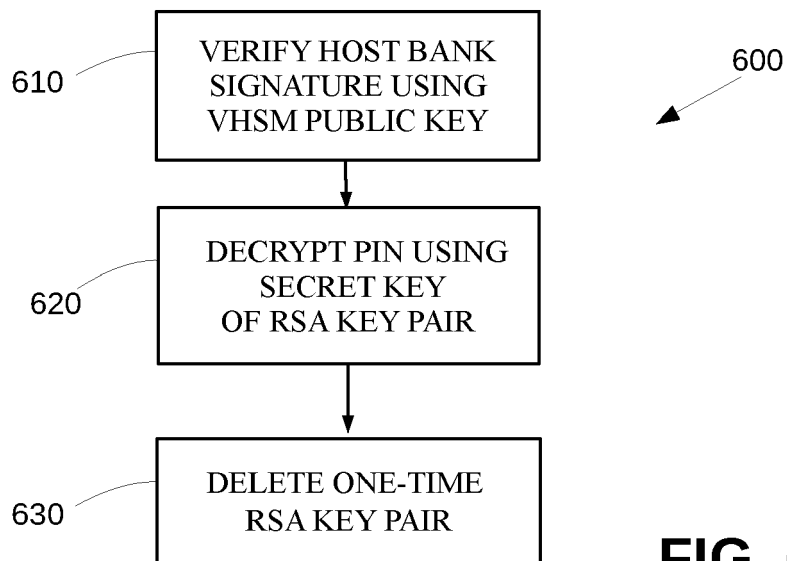 VERIFY HOST BANK
SIGNATURE USING
VHSM PUBLIC KEY
610
600
DECRYPT PIN USING
SECRET KEY
OF RSA KEY PAIR
620
DELETE ONE-TIME
RSA KEY PAIR
630
FIG.